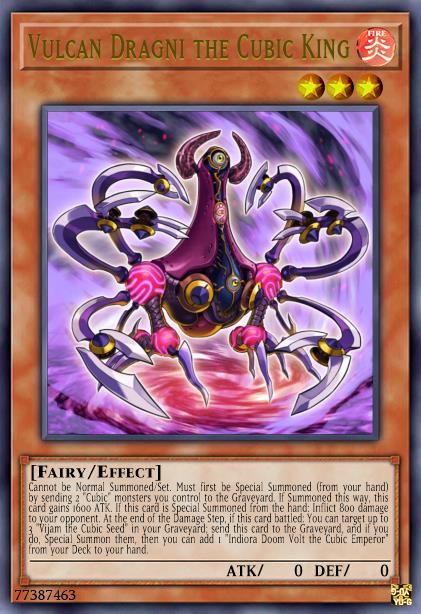 Vulcan Dragni the Cubic King
FIRE
炎
[Fairy/Effect]
Cannot be Normal Summoned/Set. Must first be Special Summoned (from your hand)
by sending 2 "Cubic" monsters you control to the Graveyard. If Summoned this way, this
card gains 1600 ATK. If this card is Special Summoned from the hand: Inflict 800 damage
to your opponent. At the end of the Damage Step, if this card battled: You can target up to
3 "Vijam the Cubic Seed" in your Graveyard; send this card to the Graveyard, and if you
do, Special Summon them, then you can add 1 "Indiora Doom Volt the Cubic Emperor"
from your Deck to your hand.
ATK/ 0 DEF/ 0
77387463